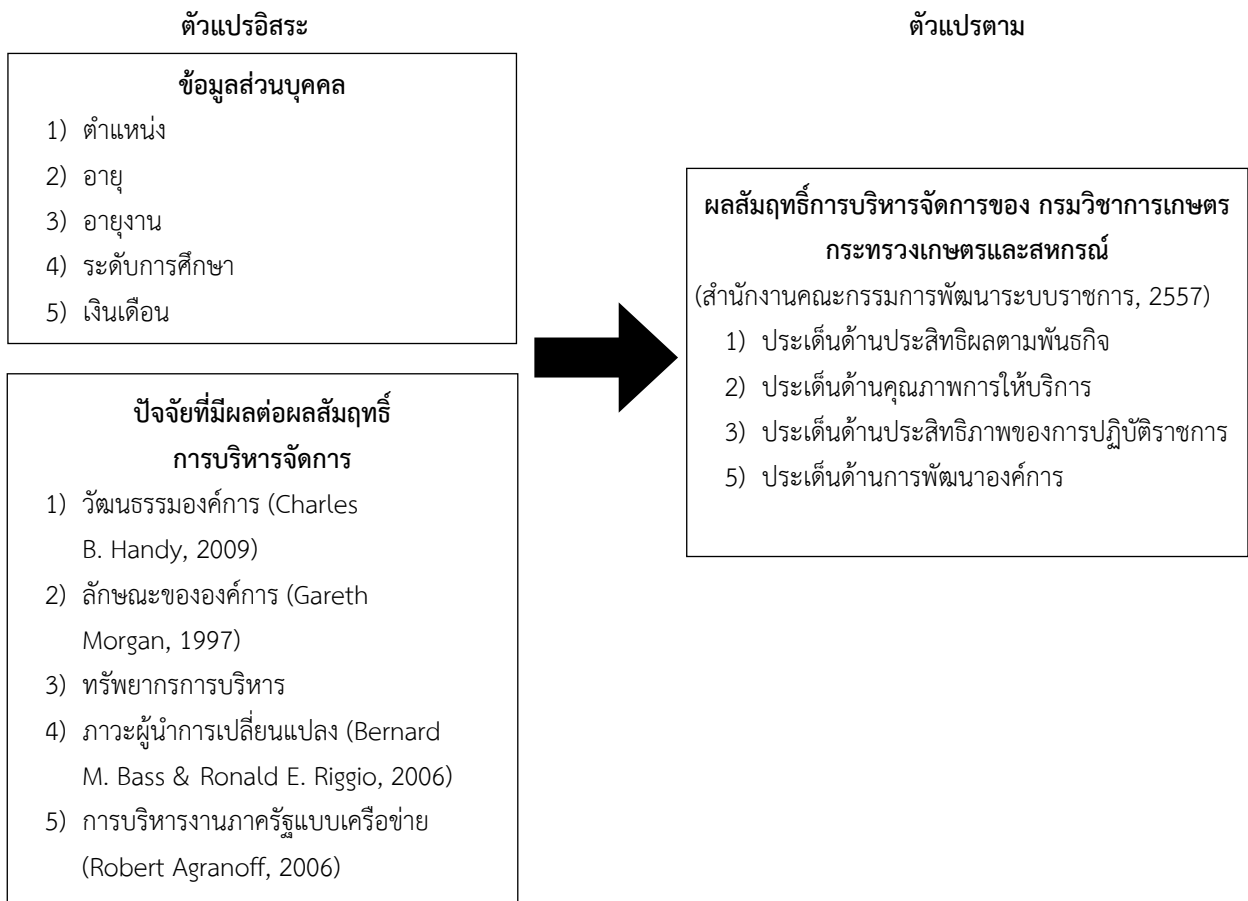 ตัวแปรอิสระ
ข้อมูลส่วนบุคคล
1) ตำแหน่ง
2) อายุ
3) อายุงาน
4) ระดับการศึกษา
5) เงินเดือน
ปัจจัยที่มีผลต่อผลสัมฤทธิ์
การบริหารจัดการ
1) วัฒนธรรมองค์การ (Charles
B. Handy, 2009)
2) ลักษณะขององค์การ (Gareth
Morgan, 1997)
3) ทรัพยากรการบริหาร
4) ภาวะผู้นำการเปลี่ยนแปลง (Bernard
M. Bass & Ronald E. Riggio, 2006)
5) การบริหารงานภาครัฐแบบเครือข่าย
(Robert Agranoff, 2006)
ตัวแปรตาม
ผลสัมฤทธิ์การบริหารจัดการของ กรมวิชาการเกษตร
กระทรวงเกษตรและสหกรณ์
(สำนักงานคณะกรรมการพัฒนาระบบราชการ, 2557)
1) ประเด็นด้านประสิทธิผลตามพันธกิจ
2) ประเด็นด้านคุณภาพการให้บริการ
3) ประเด็นด้านประสิทธิภาพของการปฏิบัติราชการ
5) ประเด็นด้านการพัฒนาองค์การ